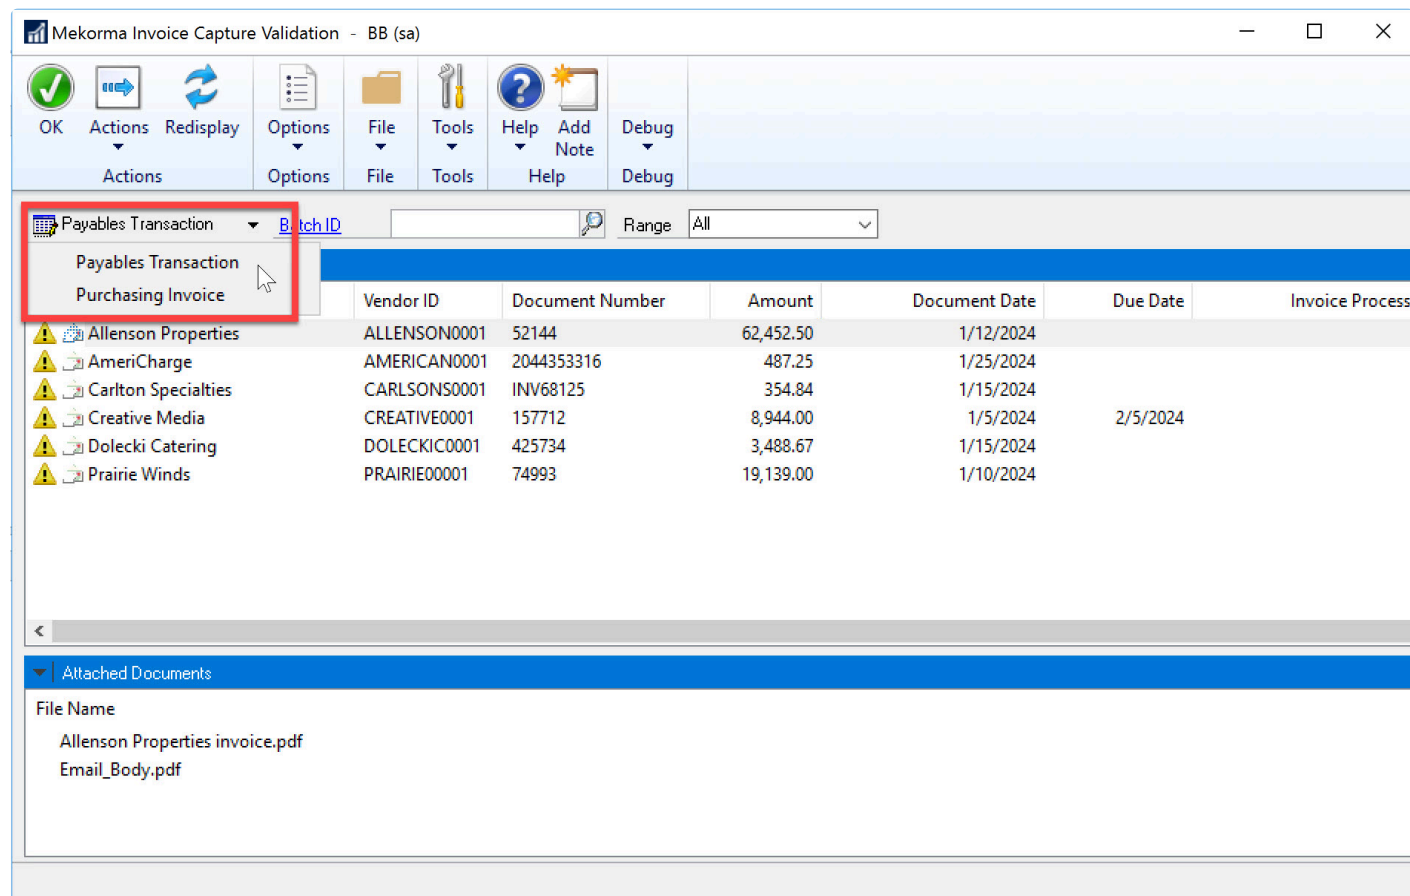 Mekorma Invoice Capture Validation - BB (sa)
OK Actions Redisplay Options File Tools Help Add Note Debug
Actions Options File Tools Help Debug
Payables Transaction Batch ID Range All
Payables Transaction
Purchasing Invoice
Vendor ID Document Number Amount Document Date Due Date Invoice Process
Allenson Properties ALLENSON0001 52144 62,452.50 1/12/2024
AmeriCharge AMERICAN0001 2044353316 487.25 1/25/2024
Carlton Specialties CARLSONS0001 INV68125 354.84 1/15/2024
Creative Media CREATIVE0001 157712 8,944.00 1/5/2024 2/5/2024
Dolecki Catering DOLECKIC0001 425734 3,488.67 1/15/2024
Prairie Winds PRAIRIE00001 74993 19,139.00 1/10/2024
Attached Documents
File Name
Allenson Properties invoice.pdf
Email_Body.pdf